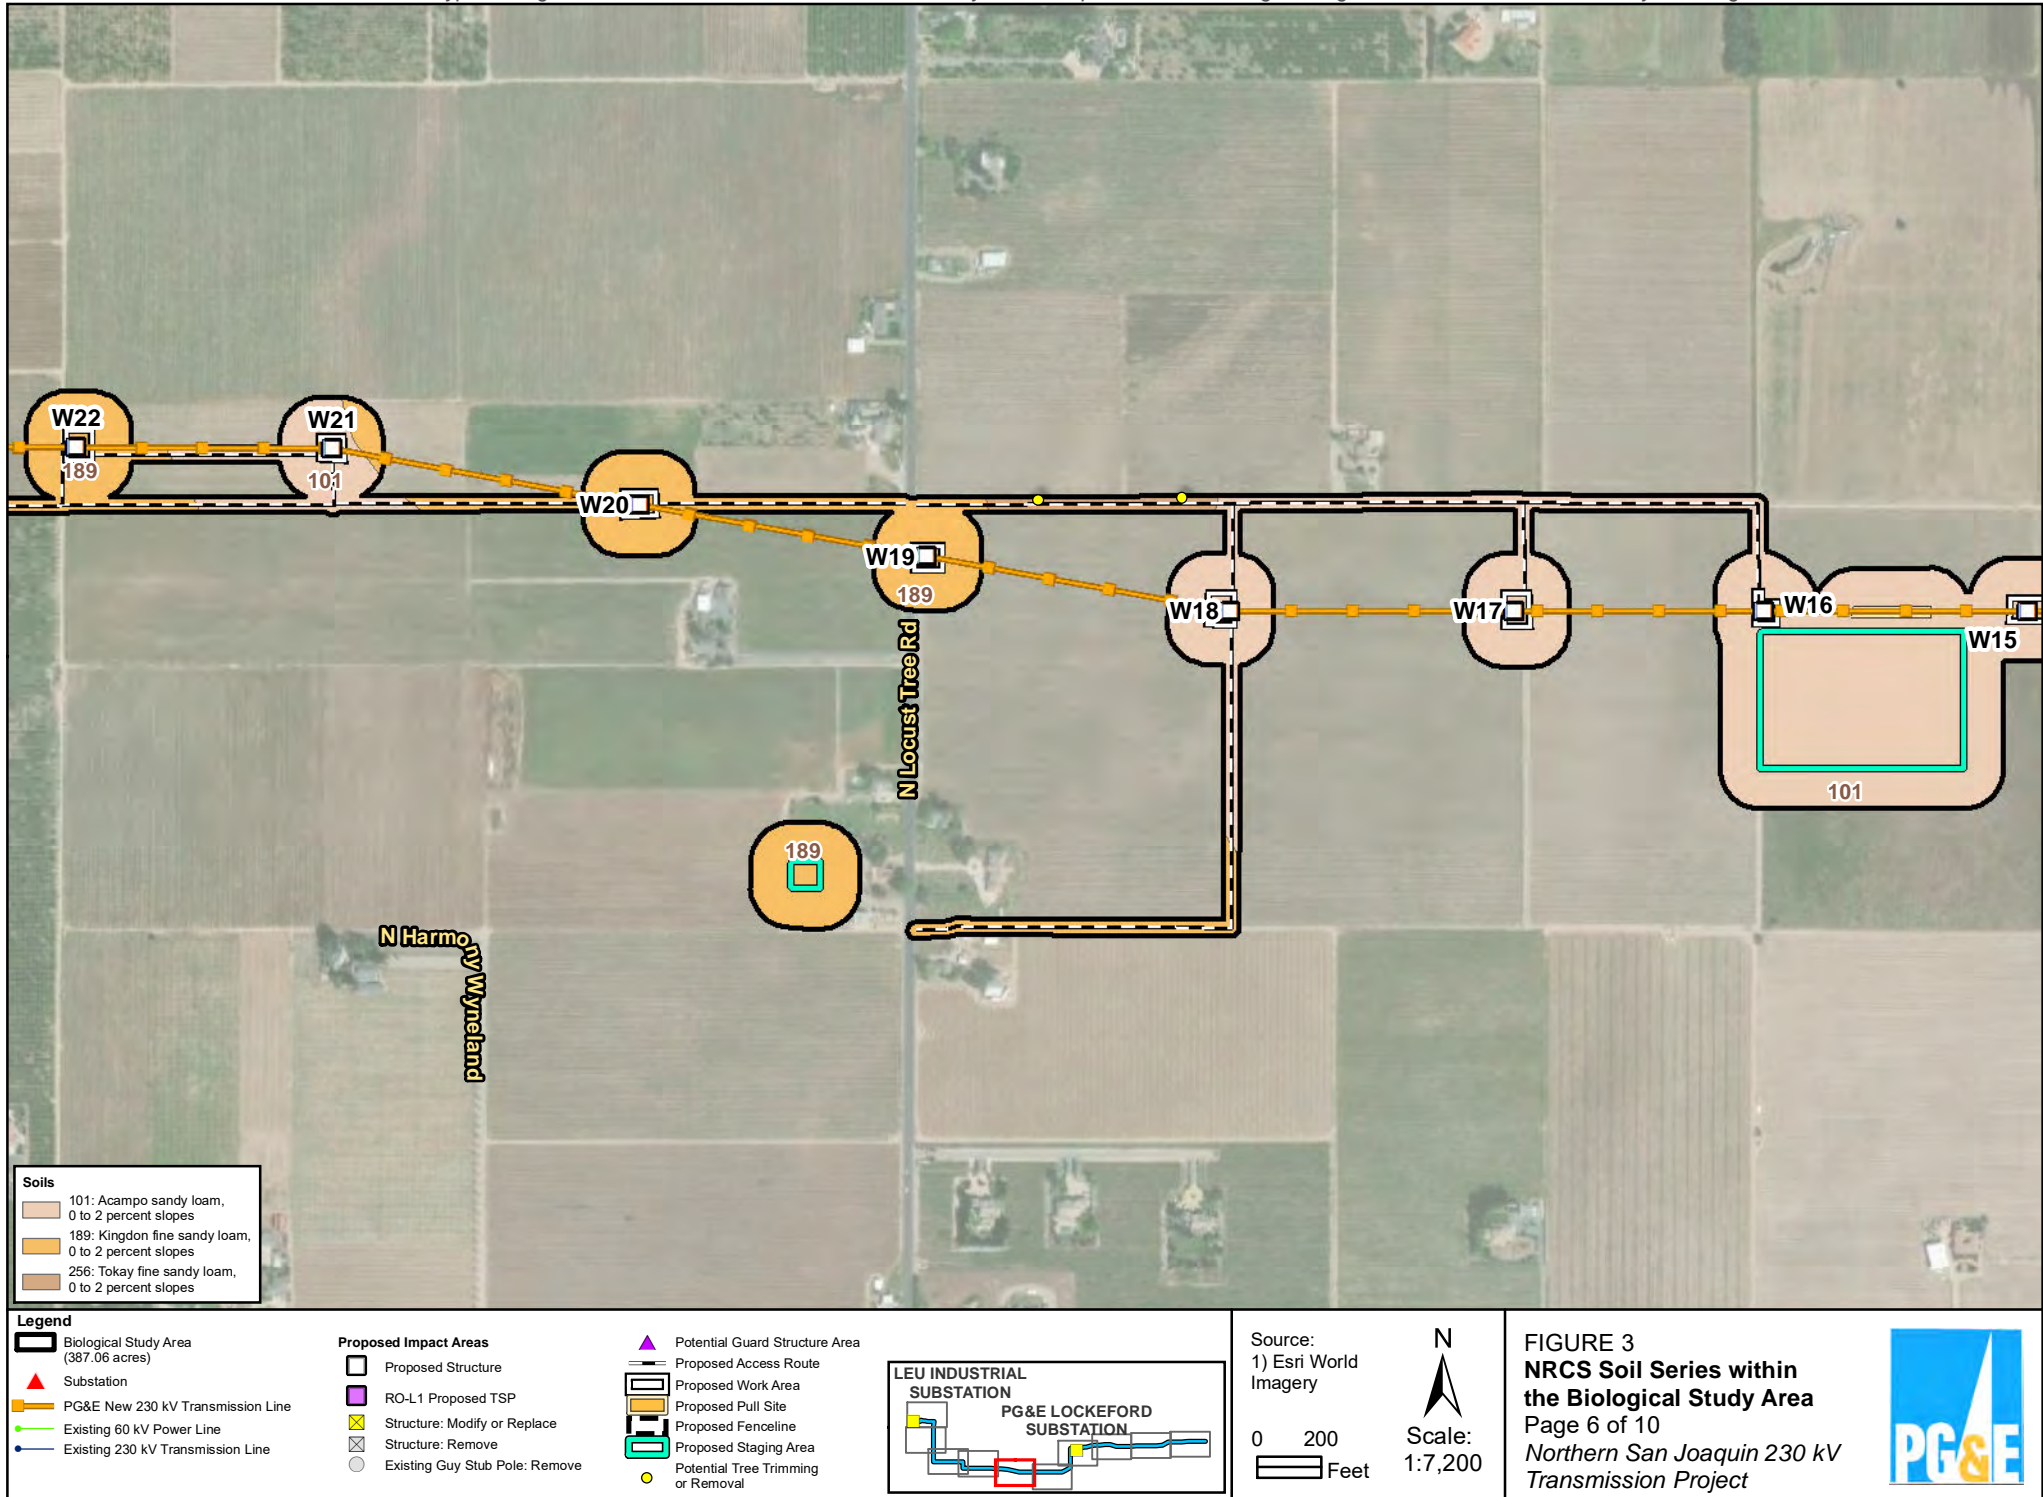 W22
W21
189
101
W20
W19
189
W18
W17
W16
W15
101
N Locust Tree Rd
189
N Harmony Wyneland
Soils
101: Acampo sandy loam,
0 to 2 percent slopes
189: Kingdon fine sandy loam,
0 to 2 percent slopes
256: Tokay fine sandy loam,
0 to 2 percent slopes
Legend
Biological Study Area
(387.06 acres)
Substation
PG&E New 230 kV Transmission Line
Existing 60 kV Power Line
Existing 230 kV Transmission Line
Proposed Impact Areas
Proposed Structure
RO-L1 Proposed TSP
Structure: Modify or Replace
Structure: Remove
Existing Guy Stub Pole: Remove
Potential Guard Structure Area
Proposed Access Route
Proposed Work Area
Proposed Pull Site
Proposed Fenceline
Proposed Staging Area
Potential Tree Trimming
or Removal
LEU INDUSTRIAL
SUBSTATION
PG&E LOCKEFORD
SUBSTATION
Source:
1) Esri World
Imagery
0 200
Feet
N
Scale:
1:7,200
FIGURE 3
NRCS Soil Series within
the Biological Study Area
Page 6 of 10
Northern San Joaquin 230 kV
Transmission Project
PG&E